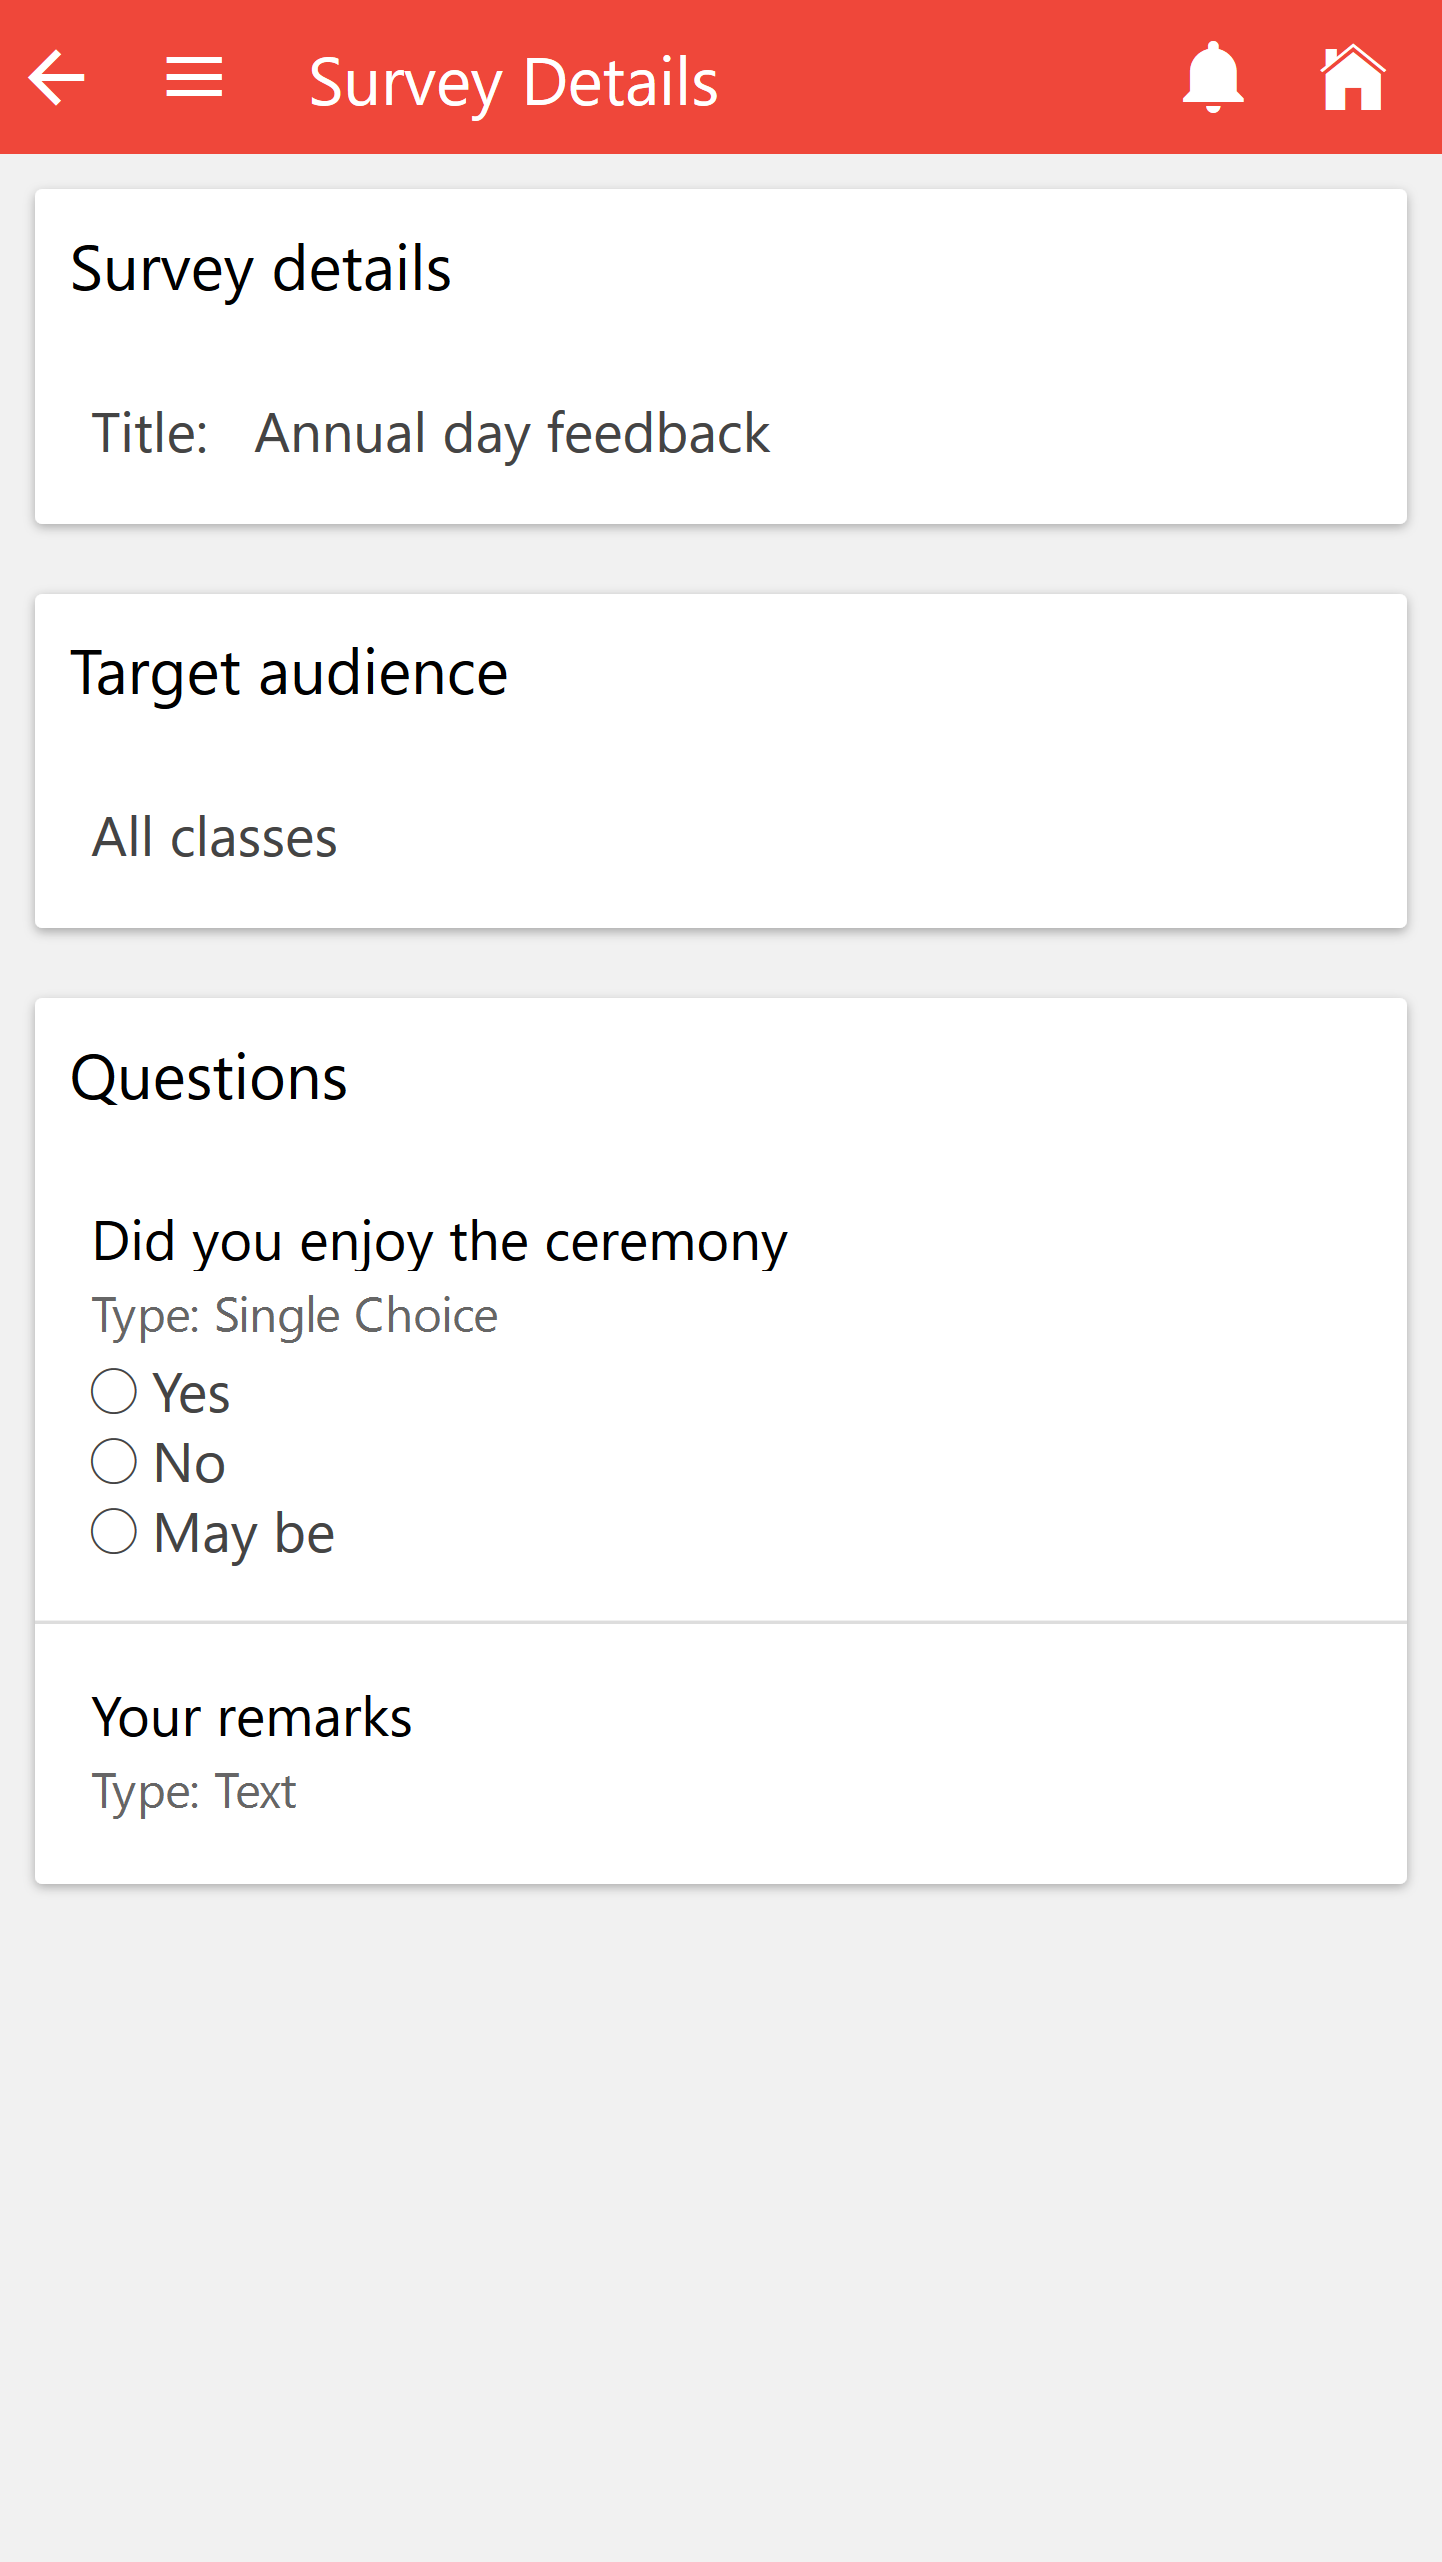 Survey Details
Survey details
Title: Annual day feedback
Target audience
All classes
Questions
Did you enjoy the ceremony
Type: Single Choice
Yes
No
May be
Your remarks
Type: Text